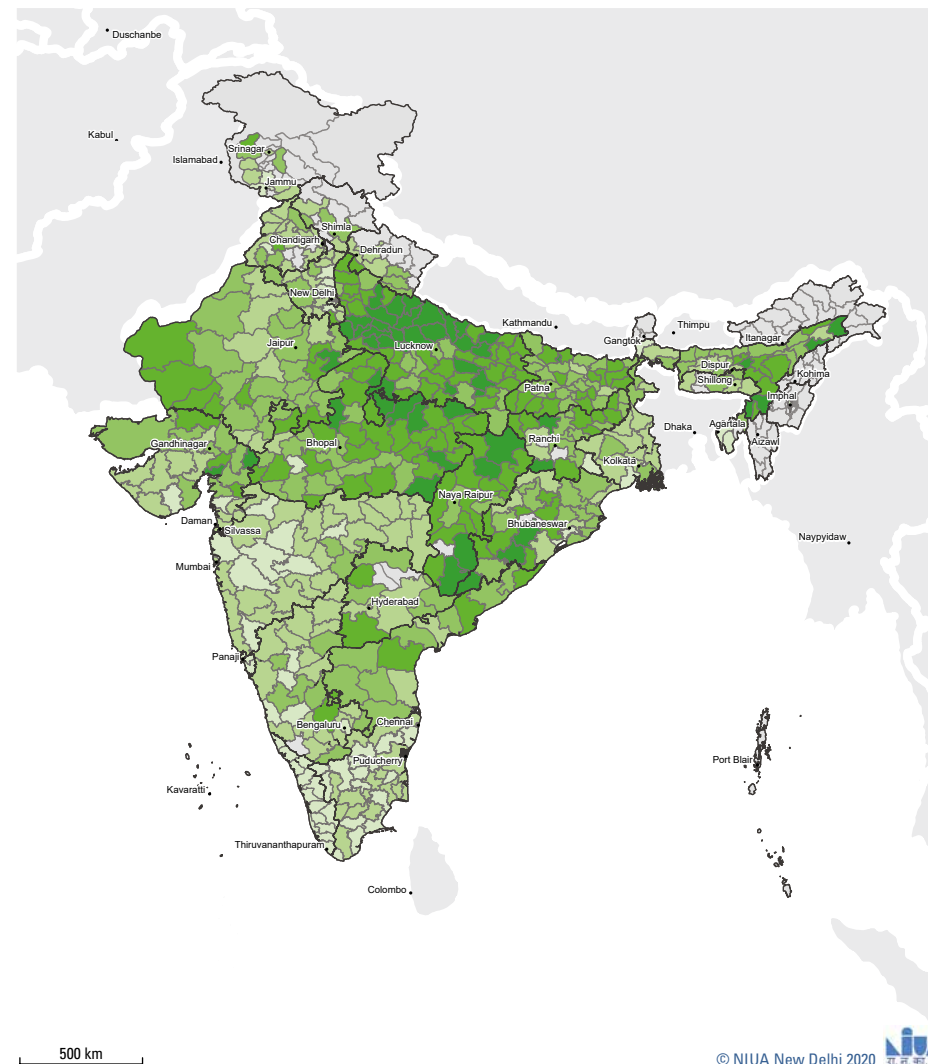 Duschanbe
Kabul
Srinagar
Islamabad
Jammu
Shimla
Chandigarh
Dehradun
New Delhi
Kathmandu
Thimpu
Gangtok
Itanagar
Jaipur
Lucknow
Dispur
Shillong
Kohima
Patna
Imphal
Dhaka
Agartala
Aizawl
Gandhinagar
Bhopal
Ranchi
Kolkata
Naya Raipur
Daman
Silvassa
Bhubaneswar
Naypyidaw
Mumbai
Hyderabad
Panaji
Bengaluru
Chennai
Puducherry
Port Blair
Kavaratti
Thiruvananthapuram
Colombo
500 km
© NIUA New Delhi 2020